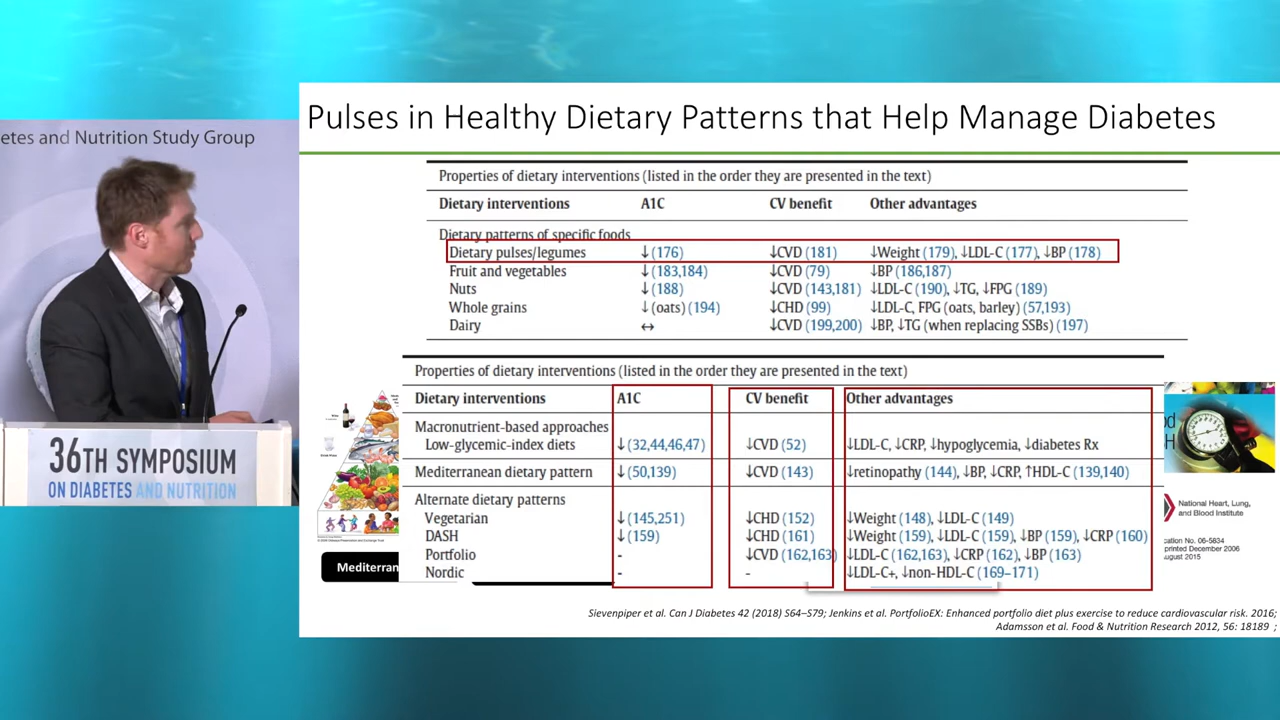 etes and Nutrition Study Group
36TH SYMPOSIUM
ON DIABETES AND NUTRITION
Pulses in Healthy Dietary Patterns that Help Manage Diabetes
Properties of dietary interventions (listed in the order they are presented in the text)
Dietary interventions A1C CV benefit Other advantages
Dietary patterns of specific foods
Dietary pulses/legumes ↓(176) ↓CVD (181) ↓Weight (179), ↓LDL-C (177), ↓BP (178)
Fruit and vegetables ↓(183,184) ↓CVD (79) ↓BP (186,187)
Nuts ↓(188) ↓CVD (143,181) ↓LDL-C (190), ↓TG, ↓FPG (189)
Whole grains ↓(oats) (194) ↓CHD (99) ↓LDL-C, FPG (oats, barley) (57,193)
Dairy ↔ ↓CVD (199,200) ↓BP, ↓TG (when replacing SSBs) (197)
Properties of dietary interventions (listed in the order they are presented in the text)
Dietary interventions A1C CV benefit Other advantages
Macronutrient-based approaches
Low-glycemic-index diets ↓(32,44,46,47) ↓CVD (52) ↓LDL-C, ↓CRP, ↓hypoglycemia, ↓diabetes Rx
Mediterranean dietary pattern ↓(50,139) ↓CVD (143) ↓retinopathy (144), ↓BP, ↓CRP, ↑HDL-C (139,140)
Alternate dietary patterns
Vegetarian ↓(145,251) ↓CHD (152) ↓Weight (148), ↓LDL-C (149)
DASH ↓(159) ↓CHD (161) ↓Weight (159), ↓LDL-C (159), ↓BP (159), ↓CRP (160)
Portfolio - ↓CVD (162,163) ↓LDL-C (162,163), ↓CRP (162), ↓BP (163)
Nordic - - ↓LDL-C+, ↓non-HDL-C (169–171)
Mediterran
National Heart, Lung,
and Blood Institute
cation No. 06-5834
printed December 2006
ugust 2015
Sievenpiper et al. Can J Diabetes 42 (2018) S64–S79; Jenkins et al. PortfolioEX: Enhanced portfolio diet plus exercise to reduce cardiovascular risk. 2016;
Adamsson et al. Food & Nutrition Research 2012, 56: 18189 ;